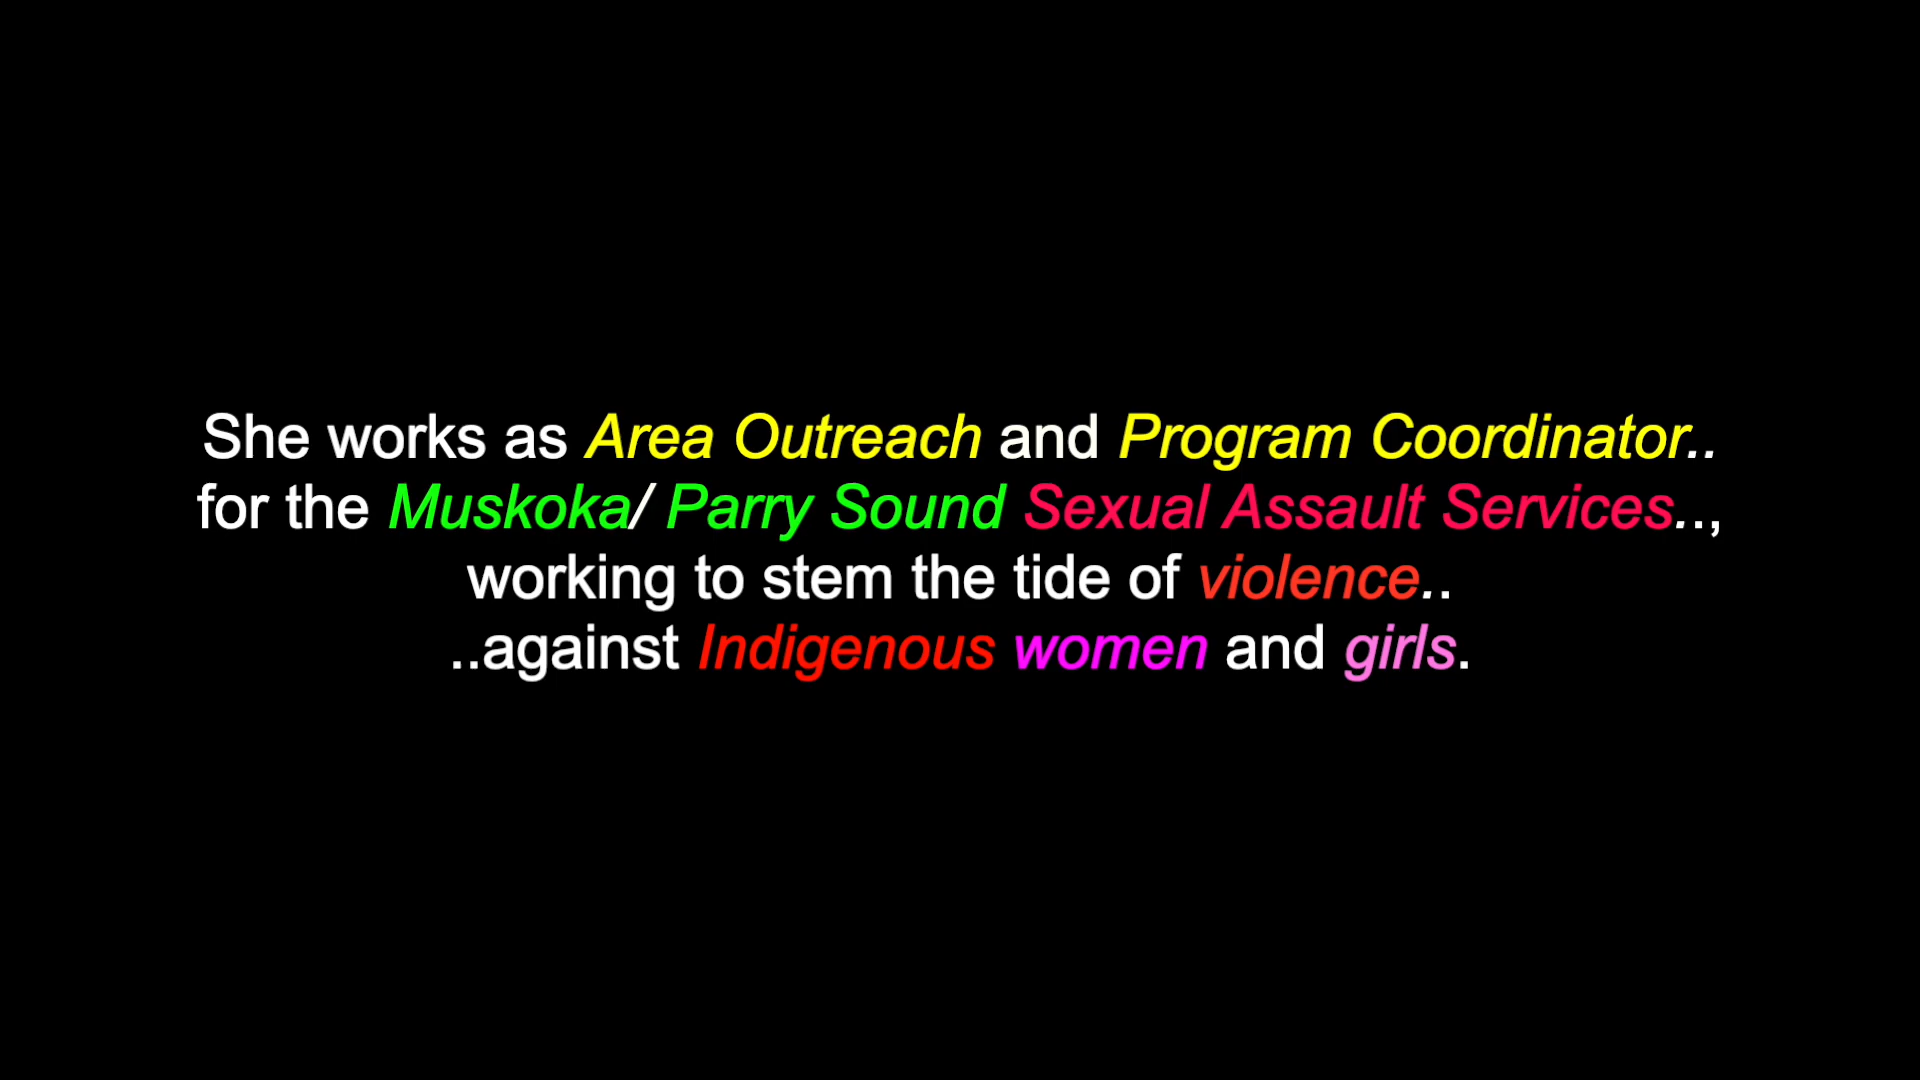 She works as Area Outreach and Program Coordinator..
for the Muskoka/ Parry Sound Sexual Assault Services..,
working to stem the tide of violence..
..against Indigenous women and girls.